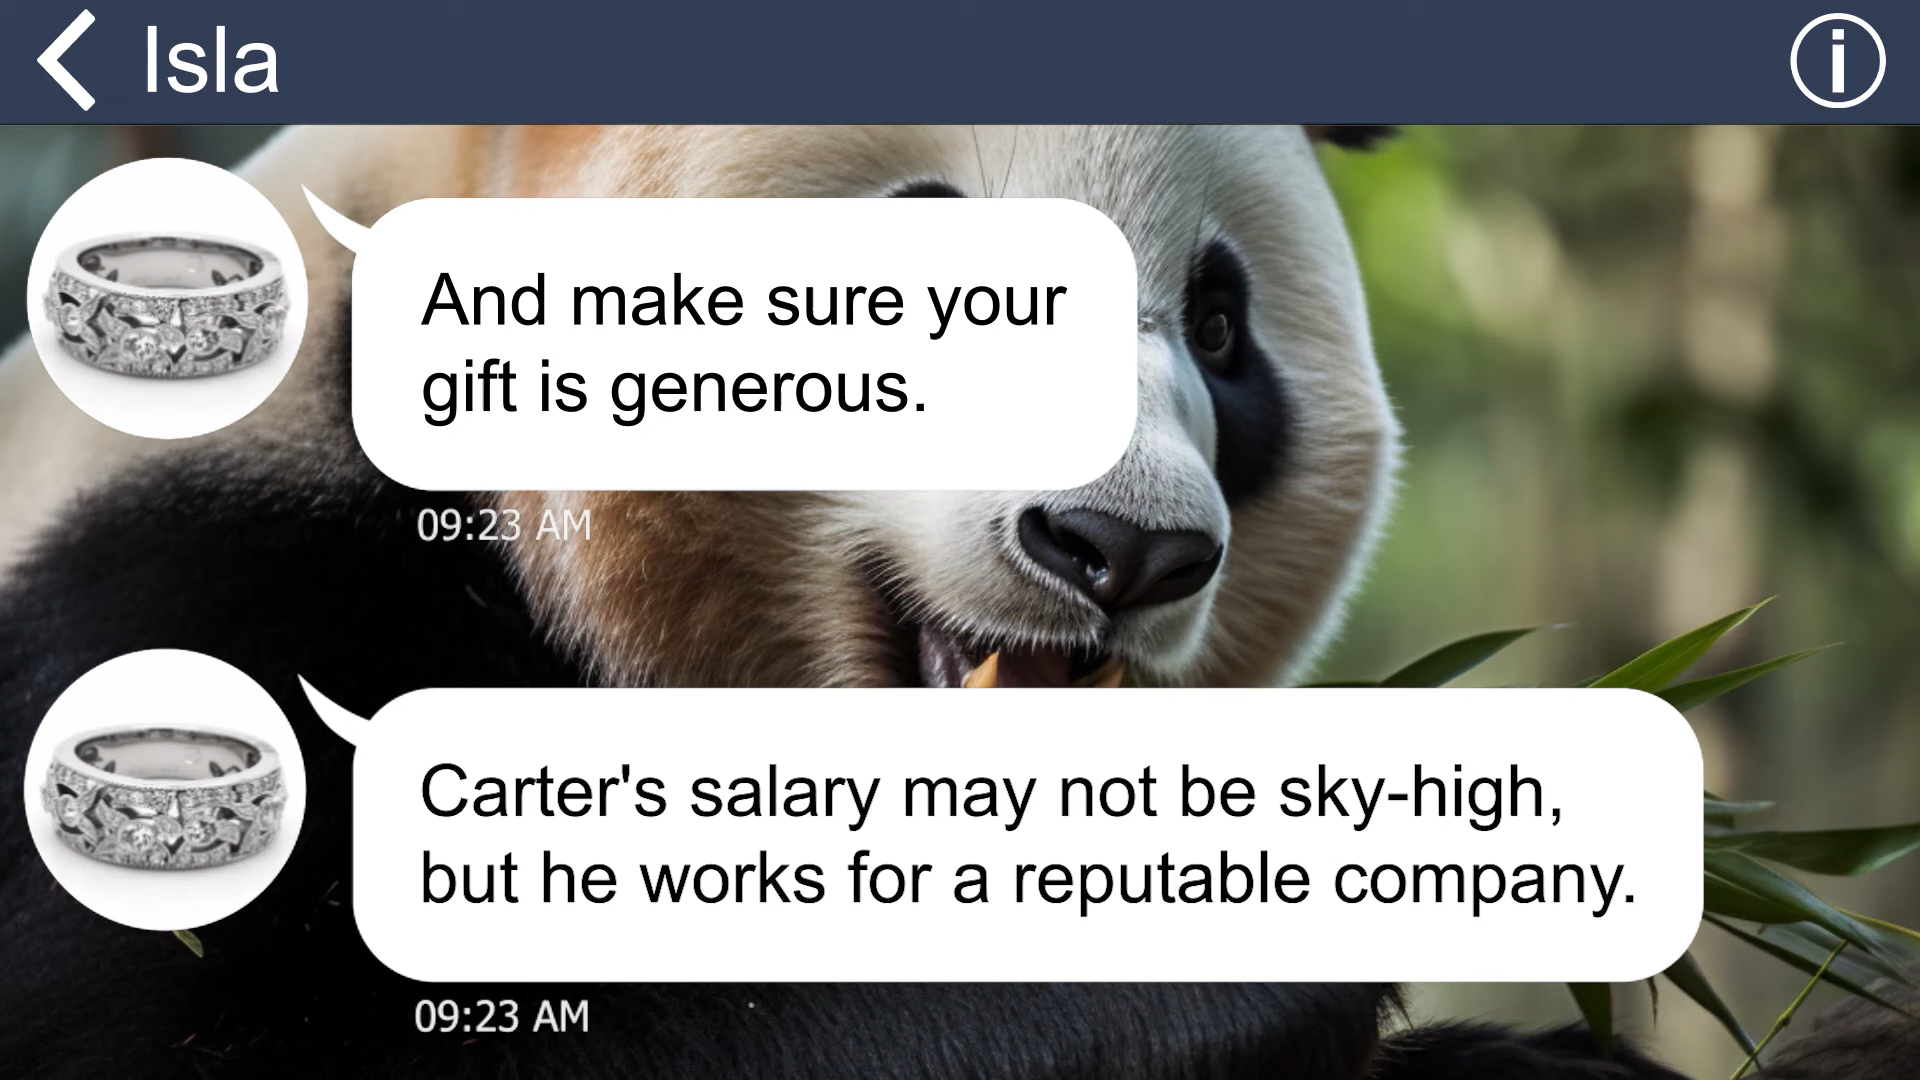 Isla
And make sure your
gift is generous.
09:23 AM
Carter's salary may not be sky-high,
but he works for a reputable company.
09:23 AM